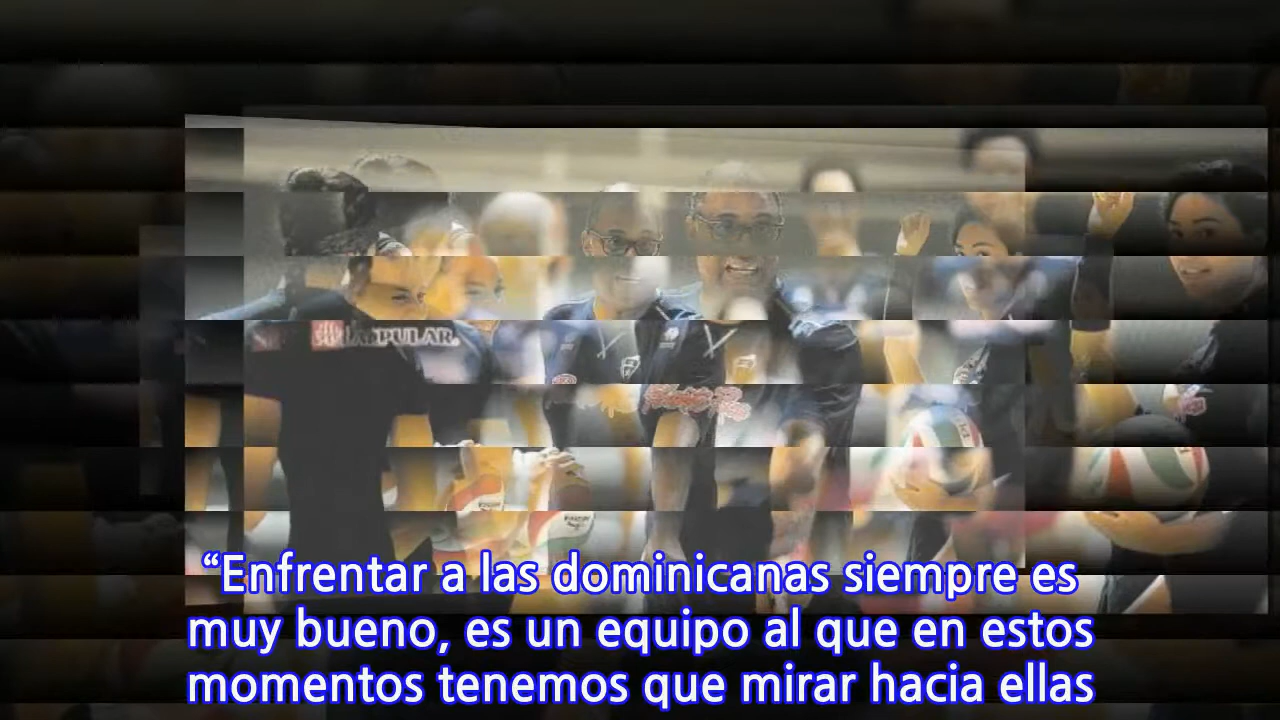 “Enfrentar a las dominicanas siempre es
muy bueno, es un equipo al que en estos
momentos tenemos que mirar hacia ellas